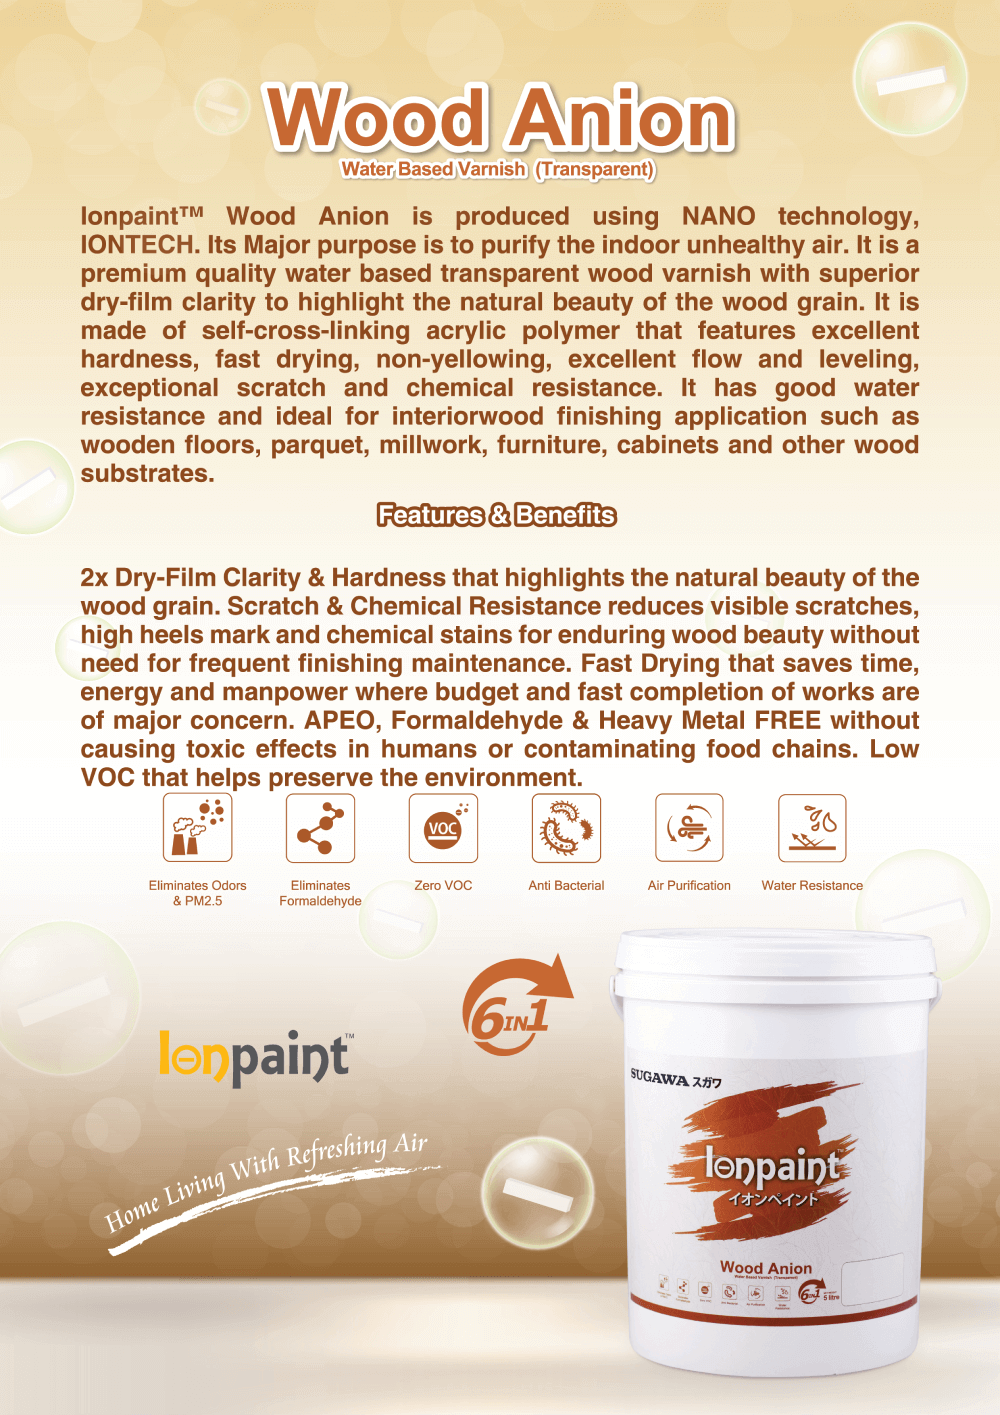 Wood Anion
Water Based Varnish (Transparent)
Ionpaint™ Wood Anion is produced using NANO technology,
IONTECH. Its Major purpose is to purify the indoor unhealthy air. It is a
premium quality water based transparent wood varnish with superior
dry-film clarity to highlight the natural beauty of the wood grain. It is
made of self-cross-linking acrylic polymer that features excellent
hardness, fast drying, non-yellowing, excellent flow and leveling,
exceptional scratch and chemical resistance. It has good water
resistance and ideal for interiorwood finishing application such as
wooden floors, parquet, millwork, furniture, cabinets and other wood
substrates.
Features & Benefits
2x Dry-Film Clarity & Hardness that highlights the natural beauty of the
wood grain. Scratch & Chemical Resistance reduces visible scratches,
high heels mark and chemical stains for enduring wood beauty without
need for frequent finishing maintenance. Fast Drying that saves time,
energy and manpower where budget and fast completion of works are
of major concern. APEO, Formaldehyde & Heavy Metal FREE without
causing toxic effects in humans or contaminating food chains. Low
VOC that helps preserve the environment.
VOC
Eliminates Odors
& PM2.5
Eliminates
Formaldehyde
Zero VOC
Anti Bacterial
Air Purification
Water Resistance
6IN1
Ionpaint™
Home Living With Refreshing Air
SUGAWA スガワ
Ionpaint
イオンペイント
Wood Anion
Water Based Varnish (Transparent)
6IN1
5 litre